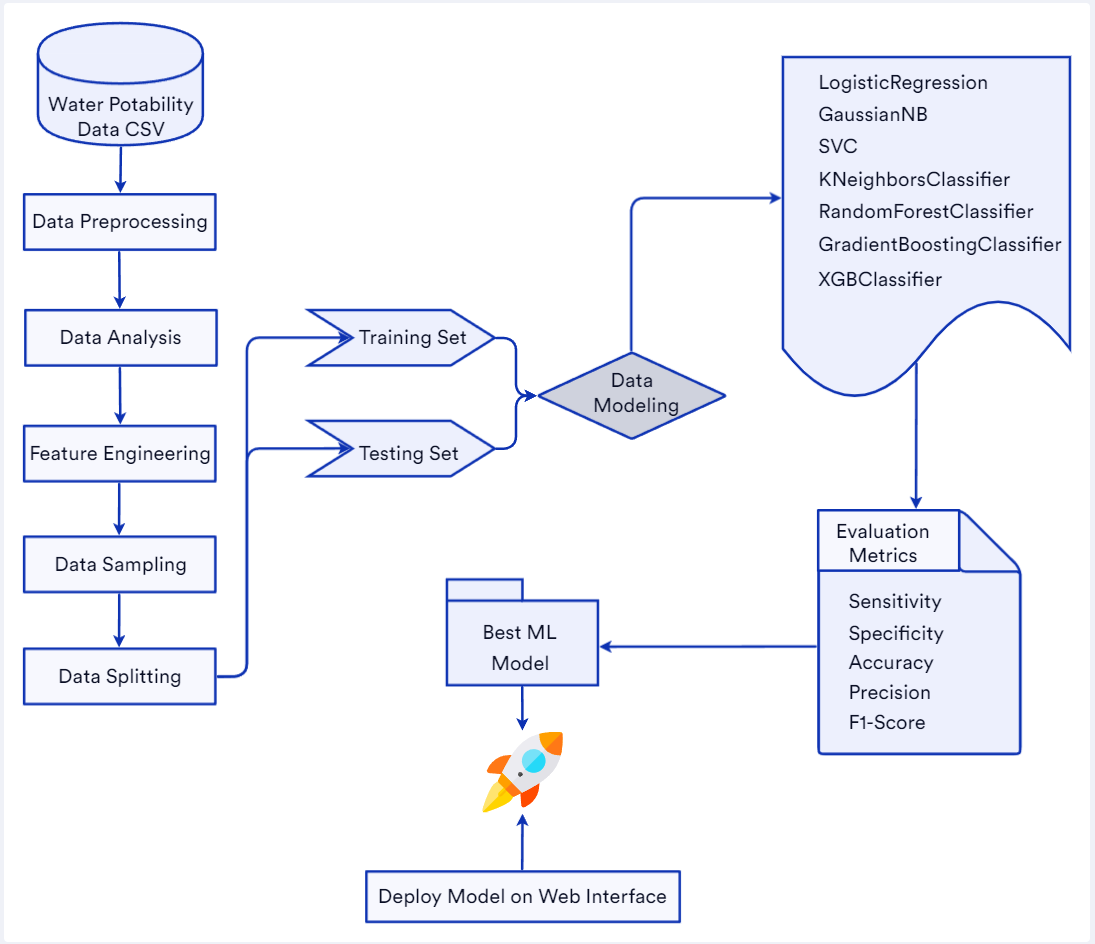 Water Potability
Data CSV
Data Preprocessing
Data Analysis
Feature Engineering
Data Sampling
Data Splitting
Training Set
Testing Set
Data
Modeling
LogisticRegression
GaussianNB
SVC
KNeighborsClassifier
RandomForestClassifier
GradientBoostingClassifier
XGBClassifier
Evaluation
Metrics
Sensitivity
Specificity
Accuracy
Precision
F1-Score
Best ML
Model
Deploy Model on Web Interface